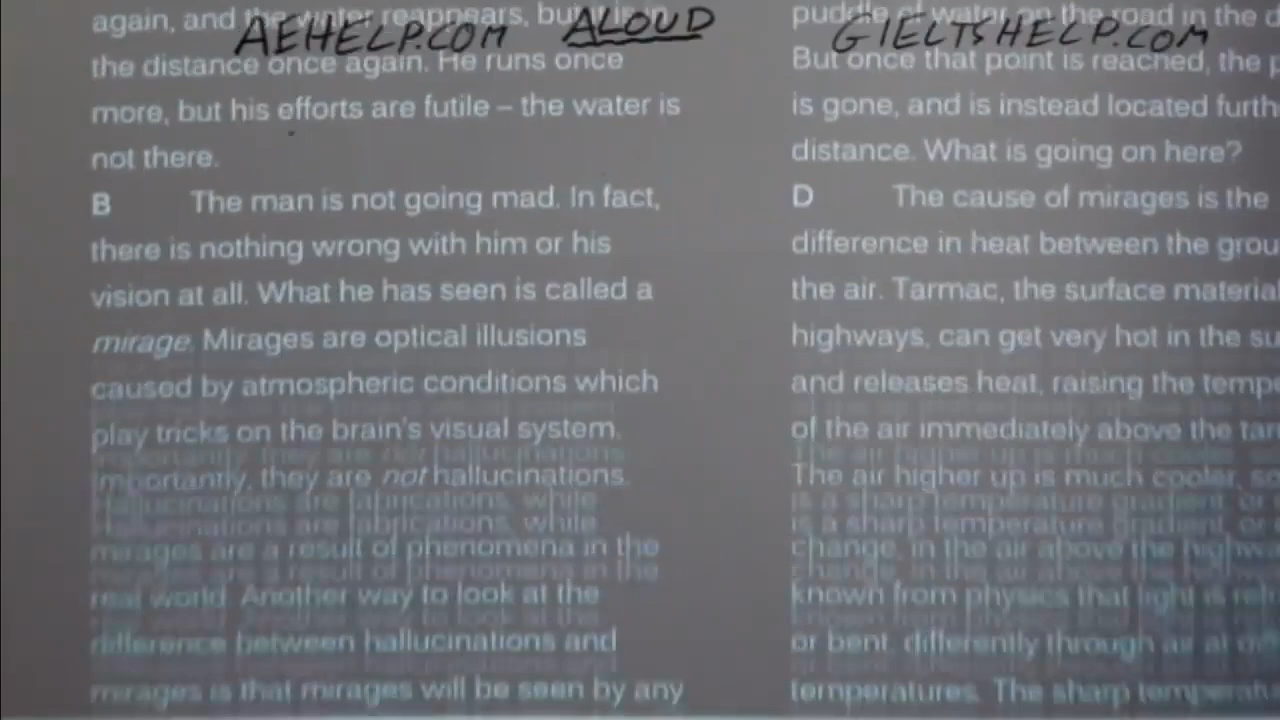 AEHELP.COM ALOUD GIELTSHELP.COM
again, and the water reappears, but
the distance once again. He runs once
more, but his efforts are futile – the water is
not there.
B The man is not going mad. In fact,
there is nothing wrong with him or his
vision at all. What he has seen is called a
mirage. Mirages are optical illusions
caused by atmospheric conditions which
play tricks on the brain's visual system.
Importantly, they are not hallucinations.
Hallucinations are fabrications, while
mirages are a result of phenomena in the
real world. Another way to look at the
difference between hallucinations and
mirages is that mirages will be seen by any
puddle of water on the road in the
But once that point is reached, the
is gone, and is instead located
distance. What is going on here?
D The cause of mirages is the
difference in heat between the
the air. Tarmac, the surface material
highways, can get very hot in the
and releases heat, raising the
of the air immediately above the
The air higher up is much cooler,
is a sharp temperature gradient, or
change, in the air above the
known from physics that light is
or bent, differently through air at
temperatures. The sharp